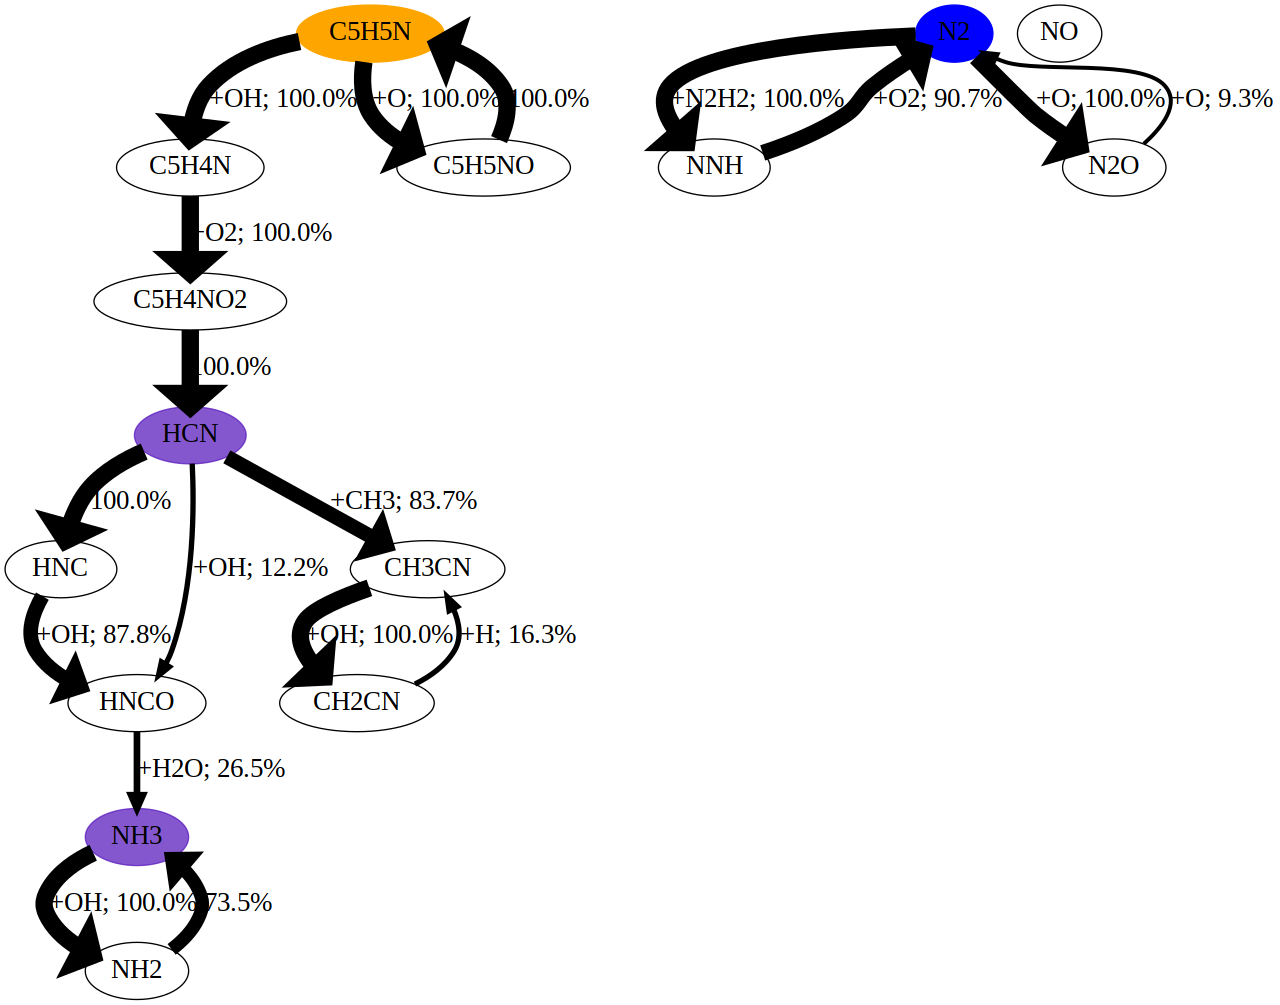 C5H5N
N2
NO
+OH; 100.0%
+O; 100.0%
100.0%
+N2H2; 100.0%
+O2; 90.7%
+O; 100.0%
+O; 9.3%
C5H4N
C5H5NO
NNH
N2O
+O2; 100.0%
C5H4NO2
100.0%
HCN
100.0%
+CH3; 83.7%
HNC
+OH; 12.2%
CH3CN
+OH; 87.8%
+OH; 100.0%
+H; 16.3%
HNCO
CH2CN
+H2O; 26.5%
NH3
+OH; 100.0%
73.5%
NH2